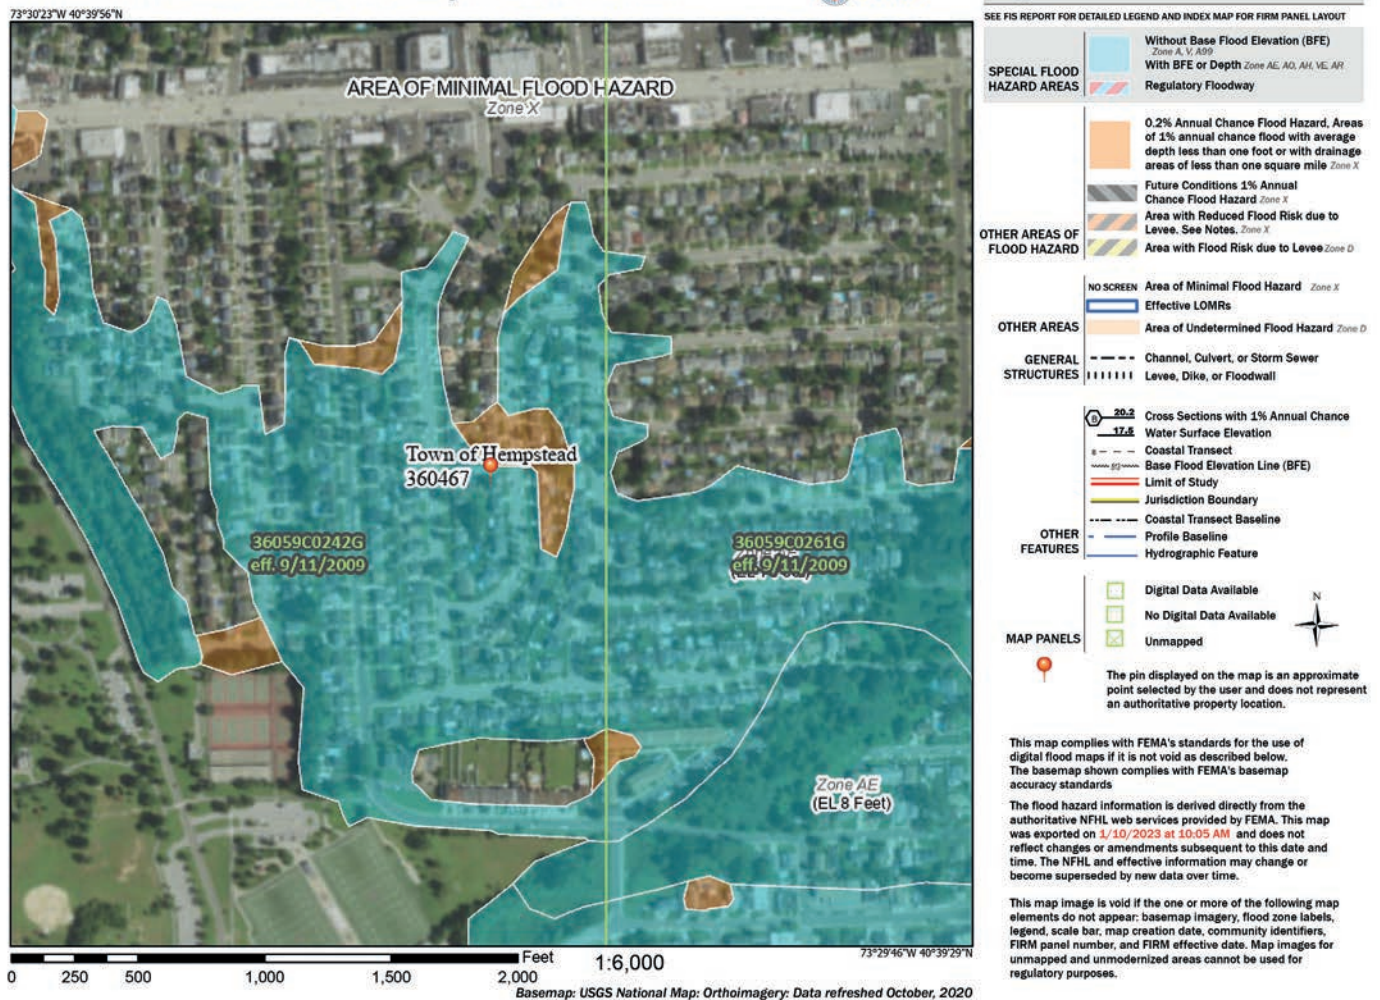 73°30'23"W 40°39'56"N
AREA OF MINIMAL FLOOD HAZARD
Zone X
Town of Hempstead
360467
36059C0242G
eff. 9/11/2009
36059C0261G
eff. 9/11/2009
Zone AE
(EL 8 Feet)
73°29'46"W 40°39'29"N
Feet
0
250
500
1,000
1,500
2,000
1:6,000
Basemap: USGS National Map: Orthoimagery: Data refreshed October, 2020
SEE FIS REPORT FOR DETAILED LEGEND AND INDEX MAP FOR FIRM PANEL LAYOUT
SPECIAL FLOOD
HAZARD AREAS
Without Base Flood Elevation (BFE)
Zone A, V, A99
With BFE or Depth Zone AE, AO, AH, VE, AR
Regulatory Floodway
OTHER AREAS OF
FLOOD HAZARD
0.2% Annual Chance Flood Hazard, Areas
of 1% annual chance flood with average
depth less than one foot or with drainage
areas of less than one square mile Zone X
Future Conditions 1% Annual
Chance Flood Hazard Zone X
Area with Reduced Flood Risk due to
Levee. See Notes. Zone X
Area with Flood Risk due to Levee Zone D
OTHER AREAS
NO SCREEN Area of Minimal Flood Hazard Zone X
Effective LOMRs
Area of Undetermined Flood Hazard Zone D
GENERAL
STRUCTURES
Channel, Culvert, or Storm Sewer
Levee, Dike, or Floodwall
OTHER
FEATURES
B 20.2 Cross Sections with 1% Annual Chance
17.5 Water Surface Elevation
8 Coastal Transect
513 Base Flood Elevation Line (BFE)
Limit of Study
Jurisdiction Boundary
Coastal Transect Baseline
Profile Baseline
Hydrographic Feature
MAP PANELS
Digital Data Available
No Digital Data Available
Unmapped
N
The pin displayed on the map is an approximate
point selected by the user and does not represent
an authoritative property location.
This map complies with FEMA's standards for the use of
digital flood maps if it is not void as described below.
The basemap shown complies with FEMA's basemap
accuracy standards
The flood hazard information is derived directly from the
authoritative NFHL web services provided by FEMA. This map
was exported on 1/10/2023 at 10:05 AM and does not
reflect changes or amendments subsequent to this date and
time. The NFHL and effective information may change or
become superseded by new data over time.
This map image is void if the one or more of the following map
elements do not appear: basemap imagery, flood zone labels,
legend, scale bar, map creation date, community identifiers,
FIRM panel number, and FIRM effective date. Map images for
unmapped and unmodernized areas cannot be used for
regulatory purposes.